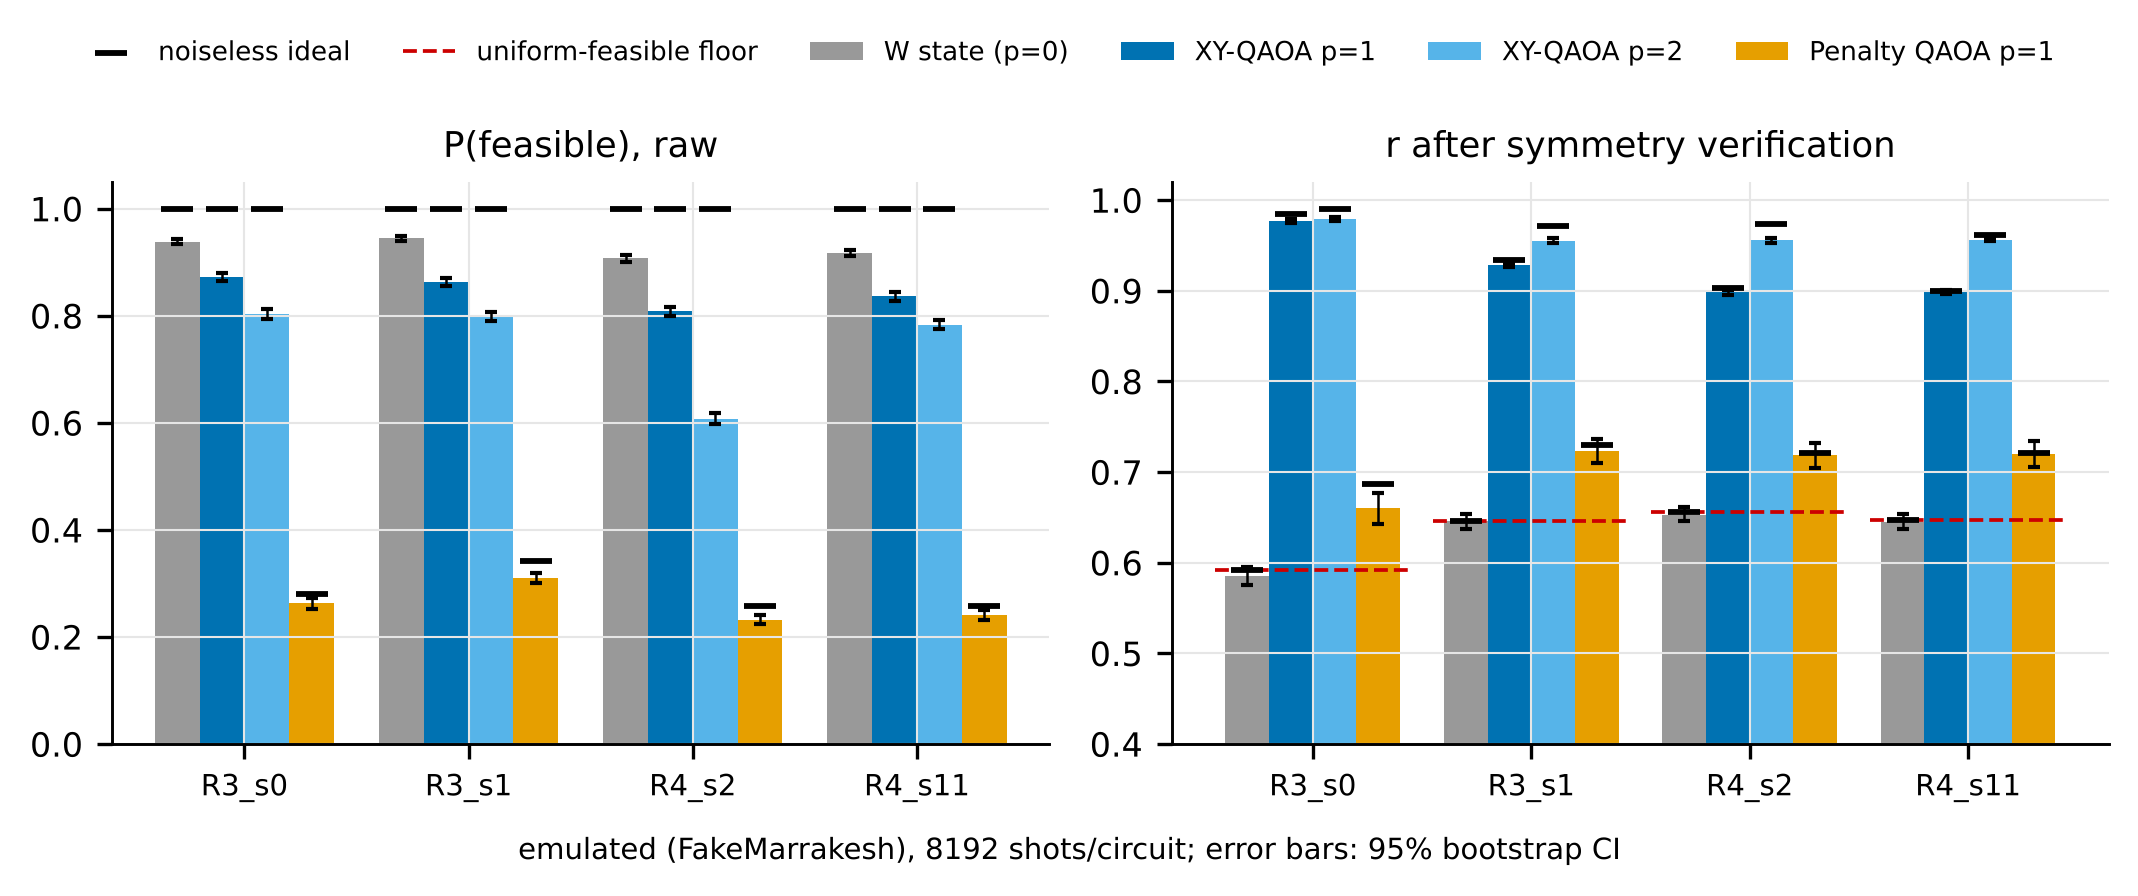 noiseless ideal
uniform-feasible floor
W state (p=0)
XY-QAOA p=1
XY-QAOA p=2
Penalty QAOA p=1
P(feasible), raw
1.0
0.8
0.6
0.4
0.2
0.0
R3_s0
R3_s1
R4_s2
R4_s11
r after symmetry verification
1.0
0.9
0.8
0.7
0.6
0.5
0.4
R3_s0
R3_s1
R4_s2
R4_s11
emulated (FakeMarrakesh), 8192 shots/circuit; error bars: 95% bootstrap CI